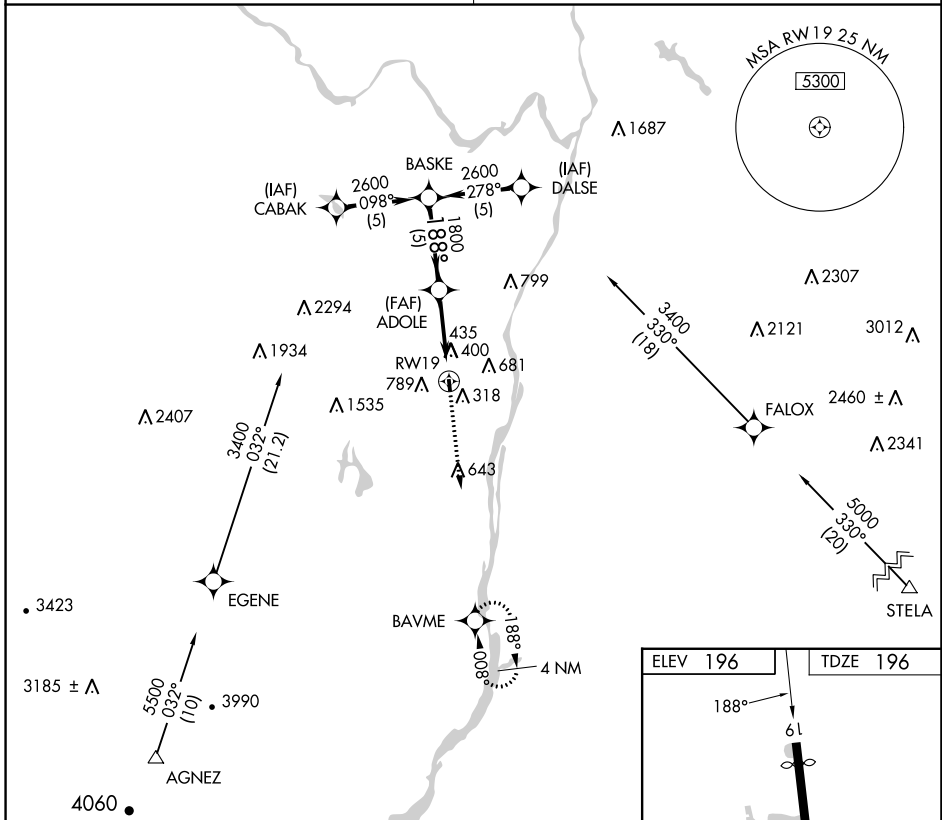 MSA RW19 25 NM
5300
1687
BASKE
(IAF)
DALSE
2600
278°
(5)
2600
098°
(5)
(IAF)
CABAK
1800
188°
(5)
2307
799
2294
(FAF)
ADOLE
3400
330°
(18)
2121
3012
435
400
1934
RW19
681
789
318
2460 ±
1535
FALOX
2407
2341
3400
032°
(21.2)
643
5000
330°
(20)
EGENE
STELA
3423
BAVME
188°
008°
4 NM
ELEV 196
TDZE 196
3185 ±
5500
032°
(10)
3990
188°
19
AGNEZ
4060